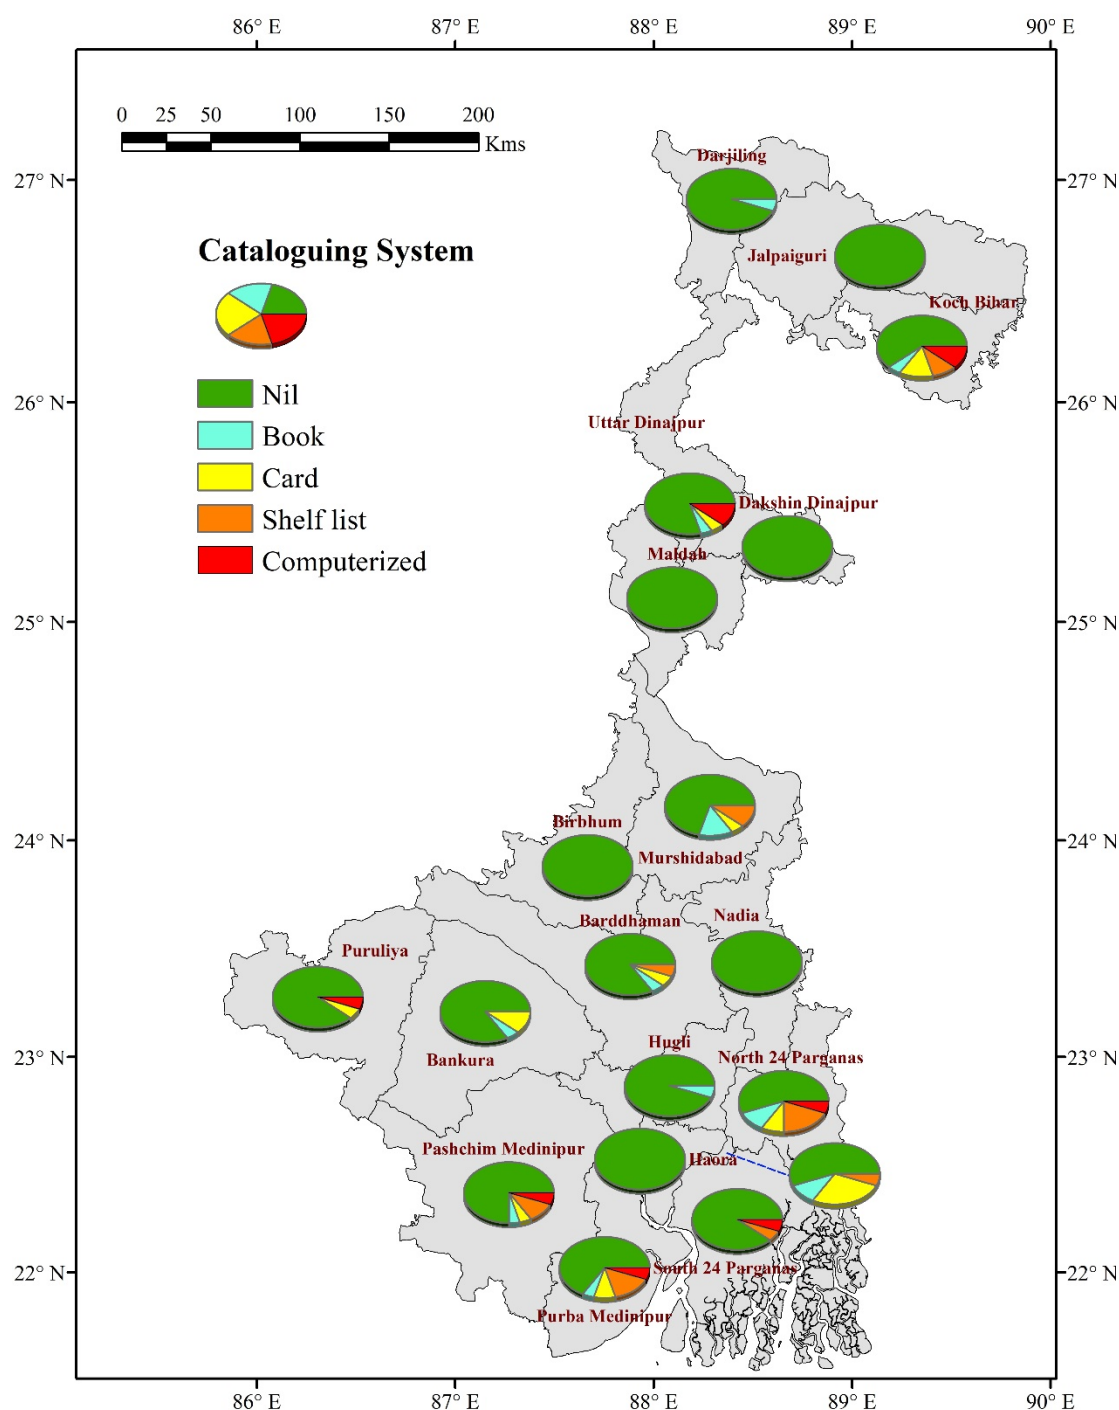 86° E 87° E 88° E 89° E 90° E
0 25 50 100 150 200
Kms
Darjiling
27° N 27° N
Cataloguing System
Jalpaiguri
Koch Bihar
Nil
26° N 26° N
Uttar Dinajpur
Book
Card
Dakshin Dinajpur
Shelf list
Maldah
Computerized
25° N 25° N
Birbhum
24° N 24° N
Murshidabad
Nadia
Barddhaman
Puruliya
Hugli
23° N 23° N
Bankura
North 24 Parganas
Pashchim Medinipur
Haora
South 24 Parganas
22° N 22° N
Purba Medinipur
86° E 87° E 88° E 89° E 90° E